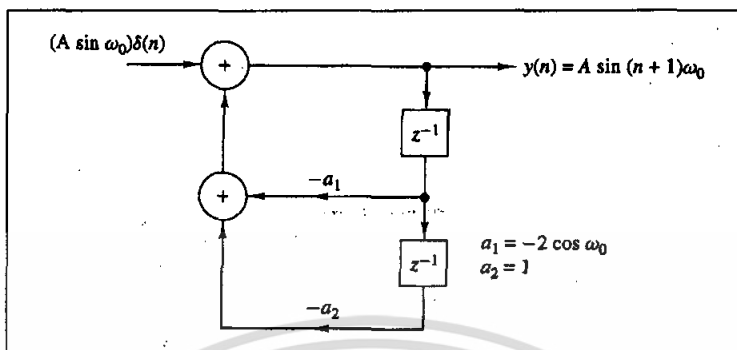 (A sin ω₀)δ(n)
+
y(n) = A sin (n + 1)ω₀
z⁻¹
+
−a₁
z⁻¹
a₁ = −2 cos ω₀
a₂ = 1
−a₂